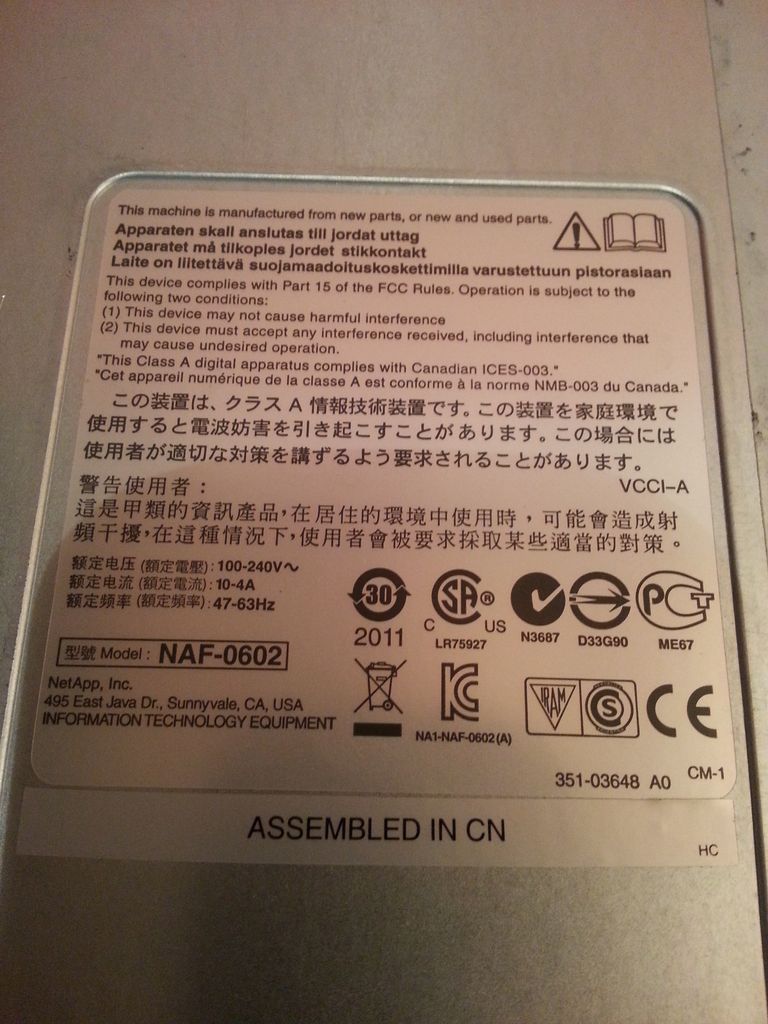 This machine is manufactured from new parts, or new and used parts.
Apparaten skall anslutas till jordat uttag
Apparatet må tilkoples jordet stikkontakt
Laite on liitettävä suojamaadoituskoskettimilla varustettuun pistorasiaan
This device complies with Part 15 of the FCC Rules. Operation is subject to the
following two conditions:
(1) This device may not cause harmful interference
(2) This device must accept any interference received, including interference that
may cause undesired operation.
"This Class A digital apparatus complies with Canadian ICES-003."
"Cet appareil numérique de la classe A est conforme à la norme NMB-003 du Canada."
この装置は、クラス A 情報技術装置です。この装置を家庭環境で
使用すると電波妨害を引き起こすことがあります。この場合には
使用者が適切な対策を講ずるよう要求されることがあります。
VCCI-A
警告使用者：
這是甲類的資訊產品，在居住的環境中使用時，可能會造成射
頻干擾，在這種情況下，使用者會被要求採取某些適當的對策。
额定电压 (額定電壓): 100-240V～
额定电流 (額定電流): 10-4A
额定频率 (額定頻率): 47-63Hz
30
2011
C SA ® US
LR75927
N3687
D33G90
PCT
ME67
型號 Model : NAF-0602
NetApp, Inc.
495 East Java Dr., Sunnyvale, CA, USA
INFORMATION TECHNOLOGY EQUIPMENT
KC
NA1-NAF-0602(A)
IRAM
S
CE
351-03648 A0
CM-1
ASSEMBLED IN CN
HC